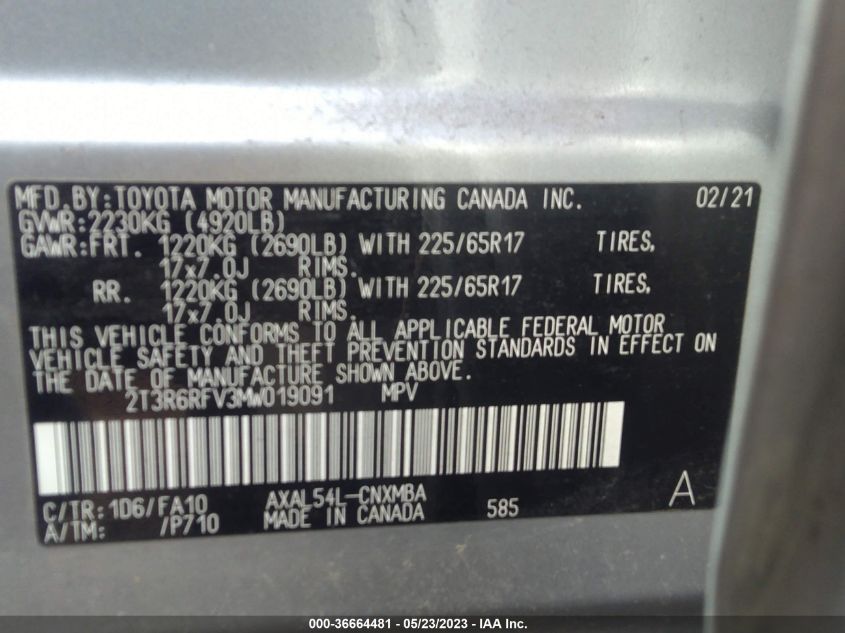 MFD.BY:TOYOTA MOTOR MANUFACTURING CANADA INC. 02/21
GVWR:2230KG (4920LB)
GAWR:FRT. 1220KG (2690LB) WITH 225/65R17 TIRES,
17x7.0J RIMS.
RR. 1220KG (2690LB) WITH 225/65R17 TIRES,
17x7.0J RIMS.
THIS VEHICLE CONFORMS TO ALL APPLICABLE FEDERAL MOTOR
VEHICLE SAFETY AND THEFT PREVENTION STANDARDS IN EFFECT ON
THE DATE OF MANUFACTURE SHOWN ABOVE.
2T3R6RFV3MW019091 MPV
C/TR: 1D6/FA10 AXAL54L-CNXMBA 585 A
A/TM: /P710 MADE IN CANADA
000-36664481 - 05/23/2023 - IAA Inc.